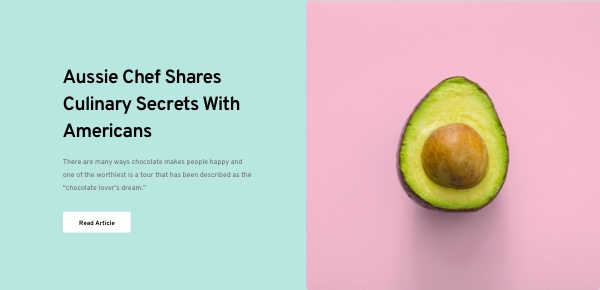 Aussie Chef Shares
Culinary Secrets With
Americans
There are many ways chocolate makes people happy and
one of the worthiest is a tour that has been described as the
"chocolate lover's dream."
Read Article